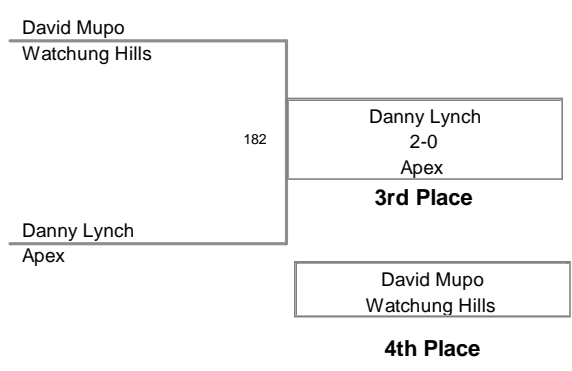 David Mupo
Watchung Hills
182
Danny Lynch
2-0
Apex
3rd Place
Danny Lynch
Apex
David Mupo
Watchung Hills
4th Place